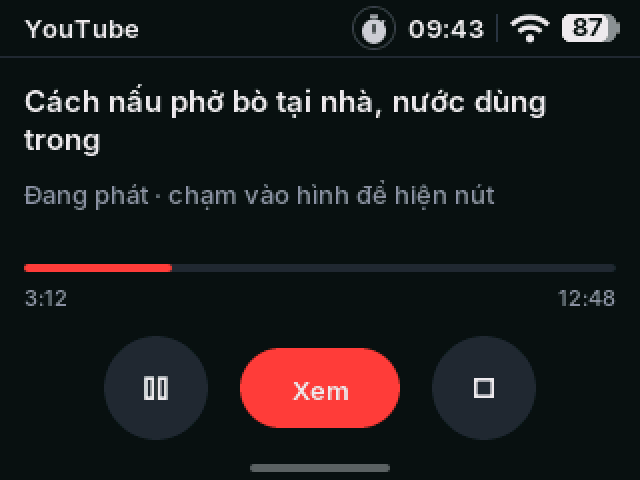 YouTube
09:43
87
Cách nấu phở bò tại nhà, nước dùng
trong
Đang phát · chạm vào hình để hiện nút
3:12
12:48
Xem